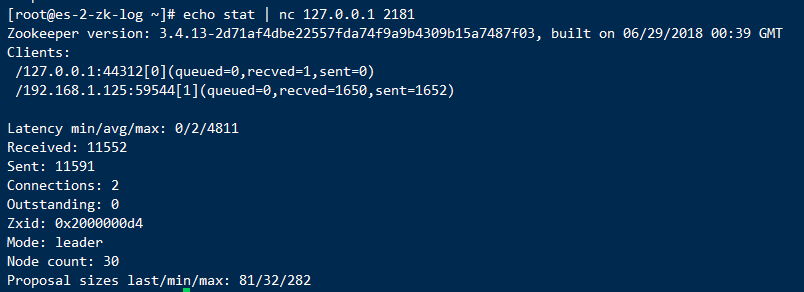 [root@es-2-zk-log ~]# echo stat | nc 127.0.0.1 2181
Zookeeper version: 3.4.13-2d71af4dbe22557fda74f9a9b4309b15a7487f03, built on 06/29/2018 00:39 GMT
Clients:
 /127.0.0.1:44312[0](queued=0,recved=1,sent=0)
 /192.168.1.125:59544[1](queued=0,recved=1650,sent=1652)

Latency min/avg/max: 0/2/4811
Received: 11552
Sent: 11591
Connections: 2
Outstanding: 0
Zxid: 0x2000000d4
Mode: leader
Node count: 30
Proposal sizes last/min/max: 81/32/282